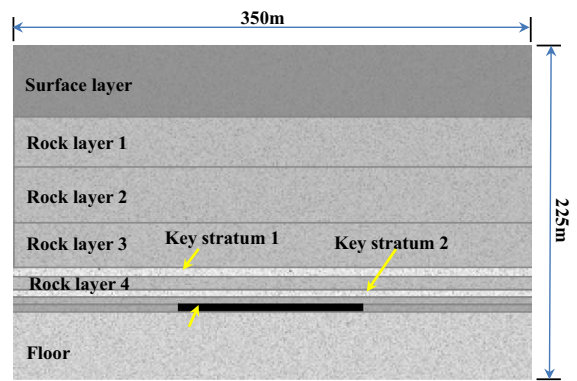 350m
Surface layer
Rock layer 1
Rock layer 2
Rock layer 3
Key stratum 1
Key stratum 2
Rock layer 4
Floor
225m